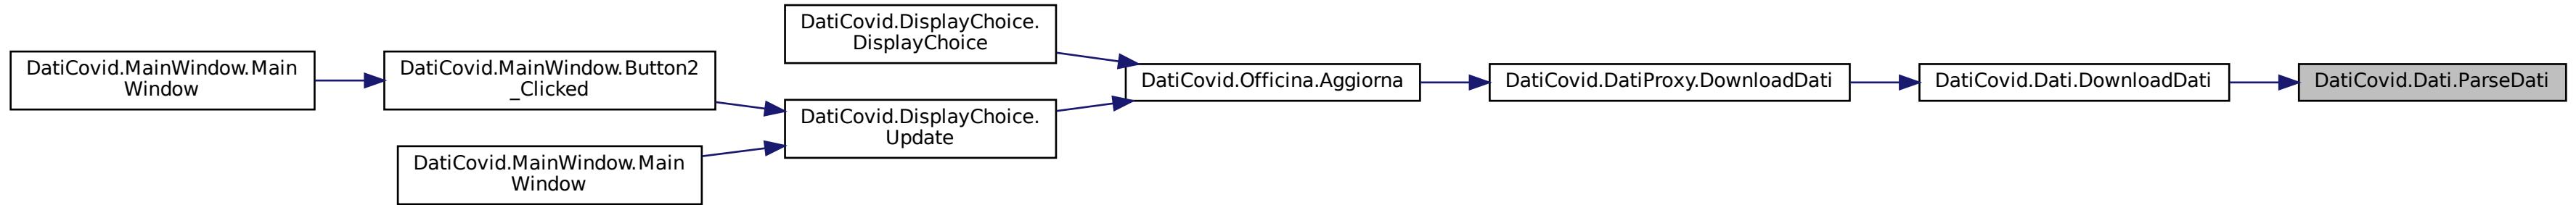 DatiCovid.MainWindow.Main
Window
DatiCovid.MainWindow.Button2
_Clicked
DatiCovid.MainWindow.Main
Window
DatiCovid.DisplayChoice.
DisplayChoice
DatiCovid.DisplayChoice.
Update
DatiCovid.Officina.Aggiorna
DatiCovid.DatiProxy.DownloadDati
DatiCovid.Dati.DownloadDati
DatiCovid.Dati.ParseDati